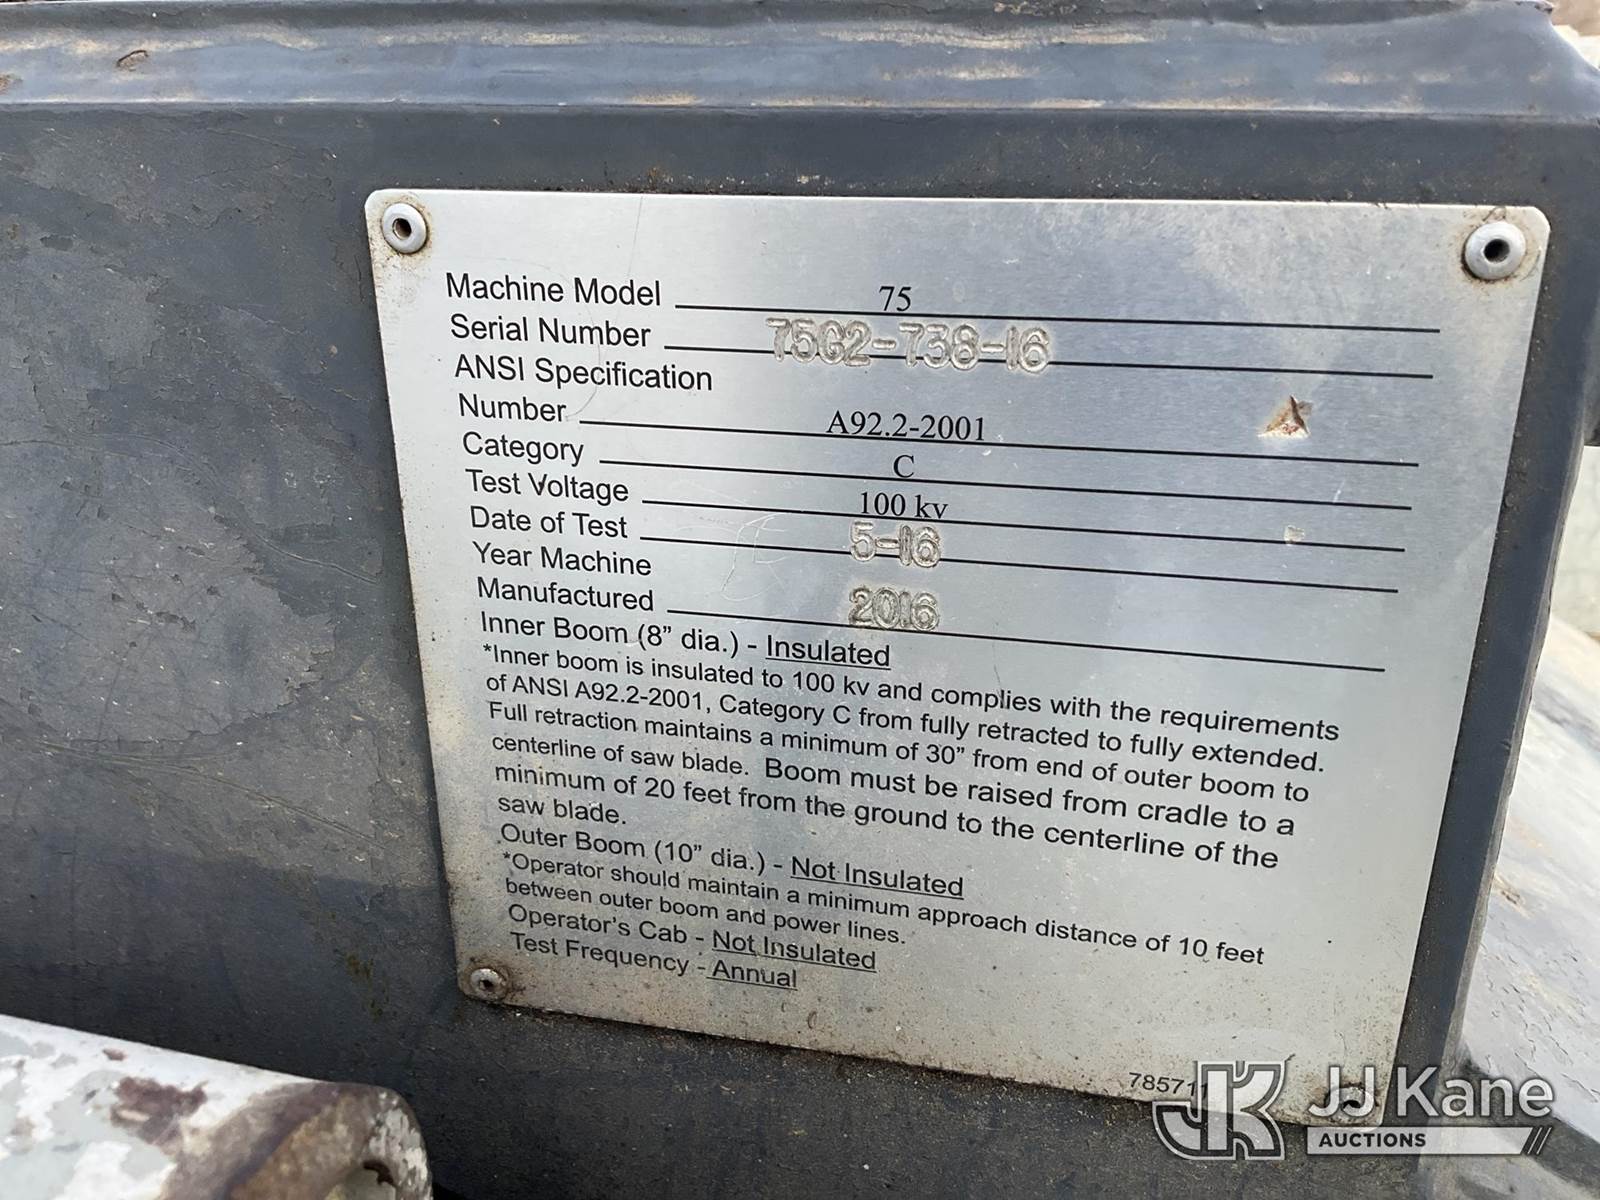 Machine Model 75
Serial Number 75G2-738-16
ANSI Specification
Number A92.2-2001
Category C
Test Voltage 100 kv
Date of Test 5-16
Year Machine
Manufactured 2016
Inner Boom (8” dia.) - Insulated
*Inner boom is insulated to 100 kv and complies with the requirements
of ANSI A92.2-2001, Category C from fully retracted to fully extended.
Full retraction maintains a minimum of 30” from end of outer boom to
centerline of saw blade. Boom must be raised from cradle to a
minimum of 20 feet from the ground to the centerline of the
saw blade.
Outer Boom (10” dia.) - Not Insulated
*Operator should maintain a minimum approach distance of 10 feet
between outer boom and power lines.
Operator’s Cab - Not Insulated
Test Frequency - Annual
785711
JK JJ Kane
AUCTIONS